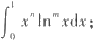 ∫₀¹ xⁿ lnᵐ x dx;